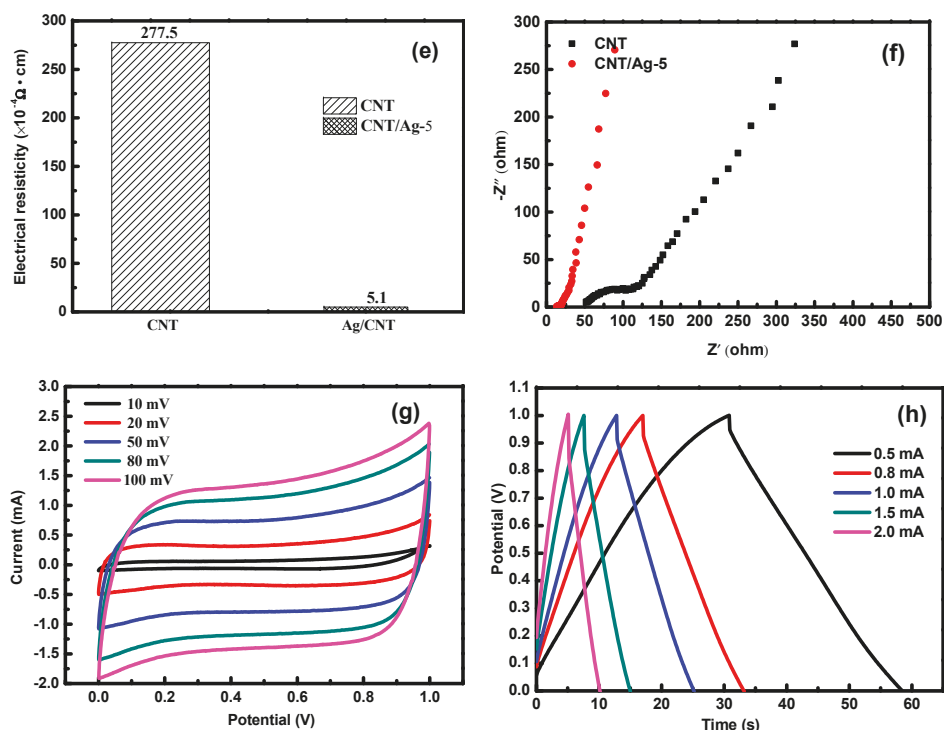 (e)
Electrical resisticity (×10⁻⁴Ω·cm)
300
250
200
150
100
50
0
277.5
5.1
CNT
CNT/Ag-5
CNT
Ag/CNT
(f)
-Z″ (ohm)
300
250
200
150
100
50
0
CNT
CNT/Ag-5
0 50 100 150 200 250 300 350 400 450 500
Z′ (ohm)
(g)
Current (mA)
3.0
2.5
2.0
1.5
1.0
0.5
0.0
-0.5
-1.0
-1.5
-2.0
10 mV
20 mV
50 mV
80 mV
100 mV
0.0 0.2 0.4 0.6 0.8 1.0
Potential (V)
(h)
Potential (V)
1.1
1.0
0.9
0.8
0.7
0.6
0.5
0.4
0.3
0.2
0.1
0.0
0.5 mA
0.8 mA
1.0 mA
1.5 mA
2.0 mA
0 10 20 30 40 50 60
Time (s)